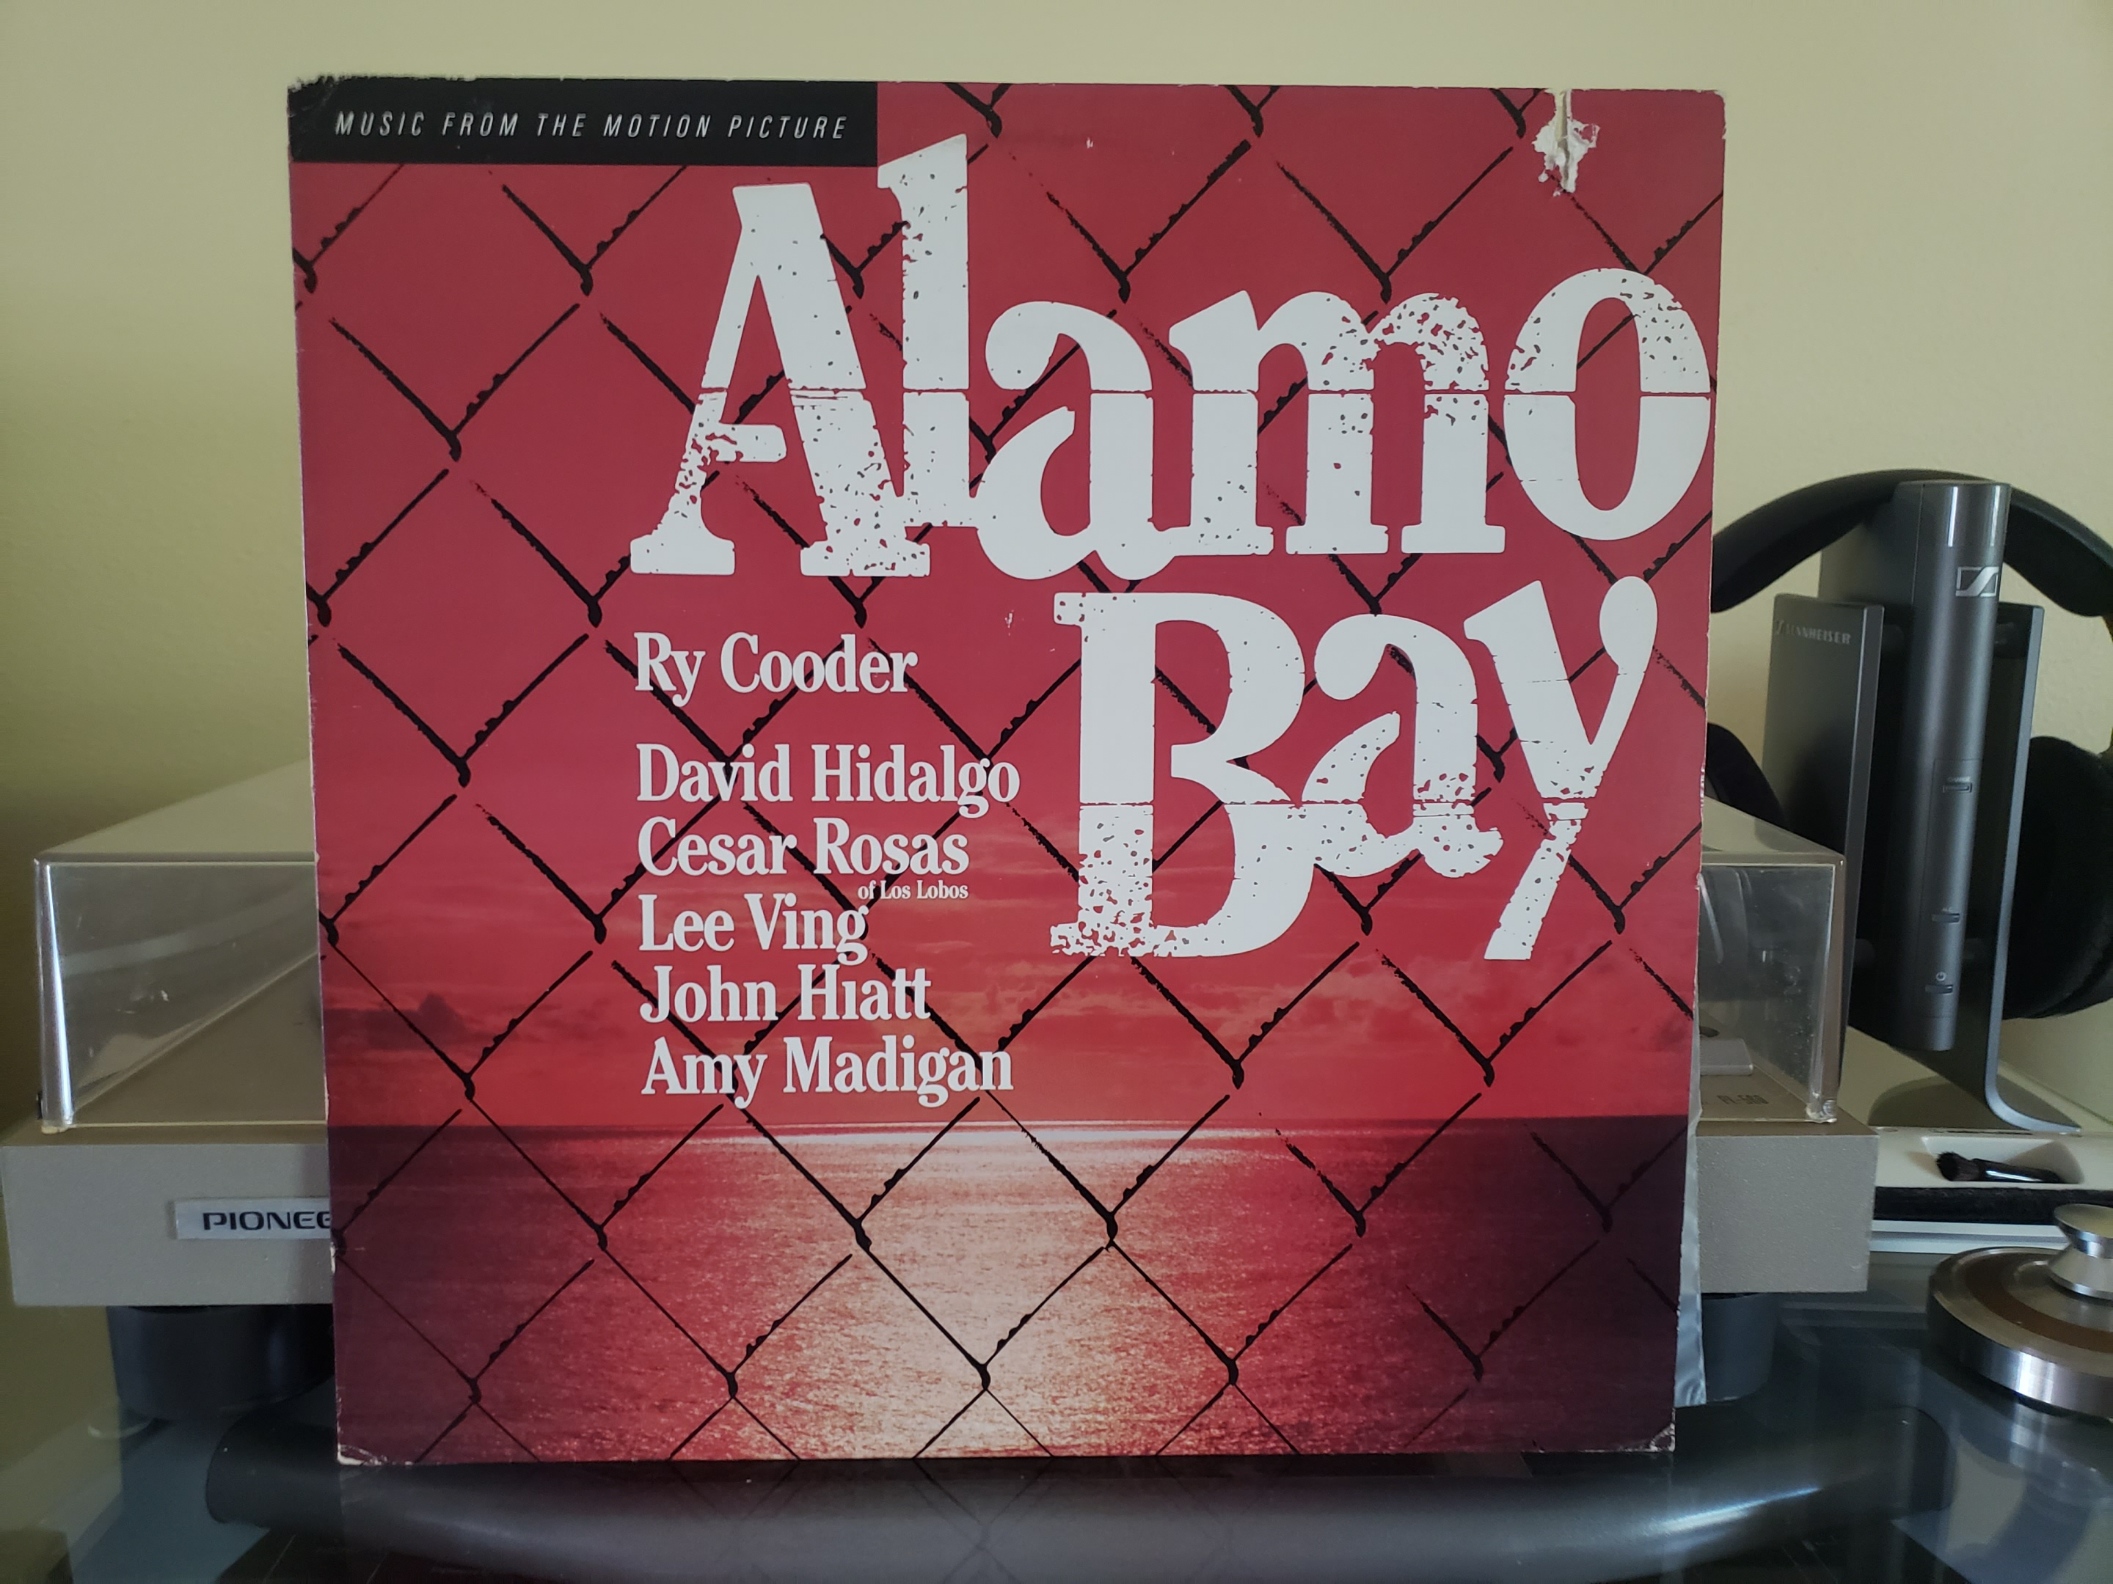 MUSIC FROM THE MOTION PICTURE
Alamo
Bay
Ry Cooder
David Hidalgo
Cesar Rosas
of Los Lobos
Lee Ving
John Hiatt
Amy Madigan
SENNHEISER
PIONEE